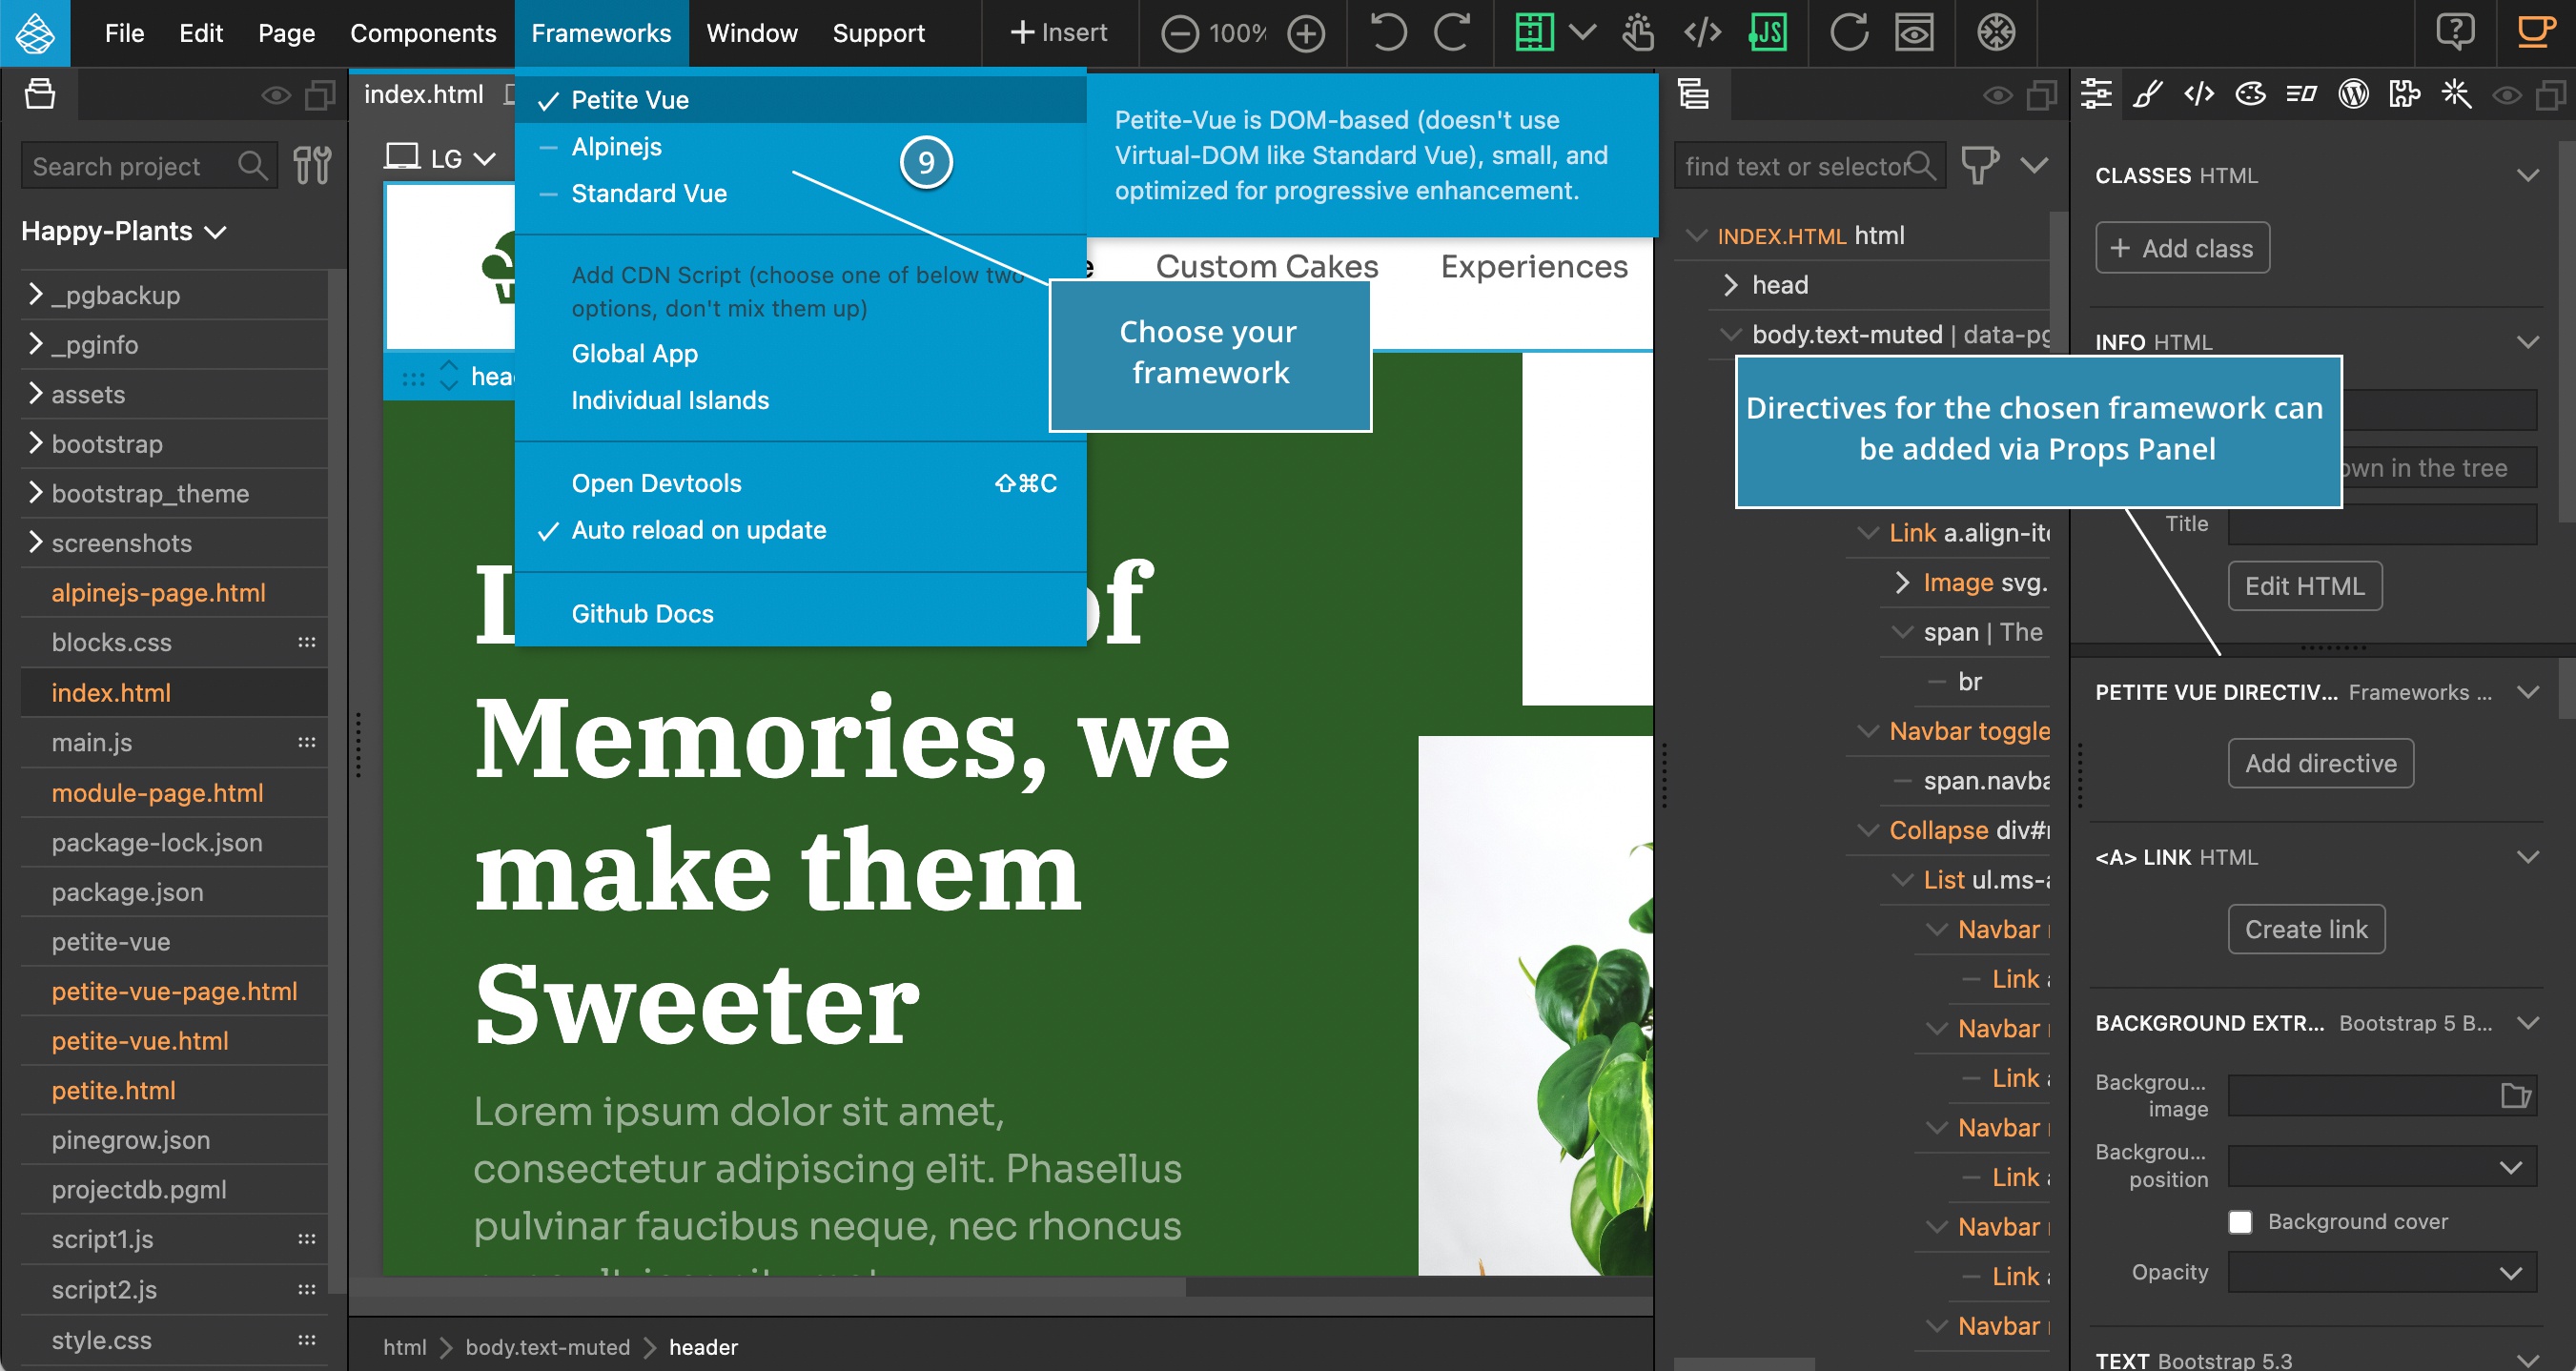 File Edit Page Components Frameworks Window Support Insert 100% JS
index.html
Search project
LG
Happy-Plants
_pgbackup
_pginfo
assets
bootstrap
bootstrap_theme
screenshots
alpinejs-page.html
blocks.css
index.html
main.js
module-page.html
package-lock.json
package.json
petite-vue
petite-vue-page.html
petite-vue.html
petite.html
pinegrow.json
projectdb.pgml
script1.js
script2.js
style.css
Petite Vue
Alpinejs
Standard Vue
Add CDN Script (choose one of below two
options, don't mix them up)
Global App
Individual Islands
Open Devtools ⇧⌘C
Auto reload on update
Github Docs
9
Petite-Vue is DOM-based (doesn't use
Virtual-DOM like Standard Vue), small, and
optimized for progressive enhancement.
Custom Cakes Experiences
Choose your
framework
of
Memories, we
make them
Sweeter
Lorem ipsum dolor sit amet,
consectetur adipiscing elit. Phasellus
pulvinar faucibus neque, nec rhoncus
html > body.text-muted > header
find text or selector
INDEX.HTML html
head
body.text-muted | data-pg
Directives for the chosen framework can
be added via Props Panel
Link a.align-ite
Image svg.
span | The
br
Navbar toggle
span.navba
Collapse div#
List ul.ms-a
Navbar
Link
Navbar
Link
Navbar
Link
Navbar
Link
Navbar
CLASSES HTML
+ Add class
INFO HTML
own in the tree
Title
Edit HTML
PETITE VUE DIRECTIV... Frameworks ...
Add directive
<A> LINK HTML
Create link
BACKGROUND EXTR... Bootstrap 5 B...
Backgrou...
image
Backgrou...
position
Background cover
Opacity
TEXT Bootstrap 5.3